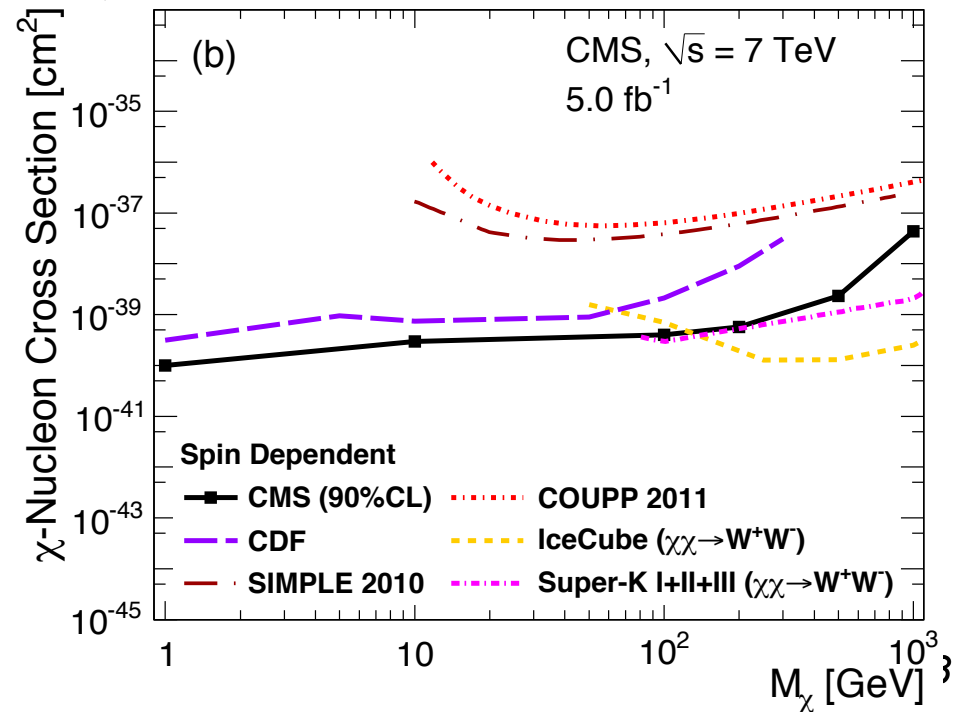 (b)
CMS, √s = 7 TeV
5.0 fb⁻¹
χ-Nucleon Cross Section [cm²]
10⁻³⁵
10⁻³⁷
10⁻³⁹
10⁻⁴¹
10⁻⁴³
10⁻⁴⁵
Spin Dependent
CMS (90%CL)
CDF
SIMPLE 2010
COUPP 2011
IceCube (χχ→W⁺W⁻)
Super-K I+II+III (χχ→W⁺W⁻)
1 10 10² 10³
M_χ [GeV]